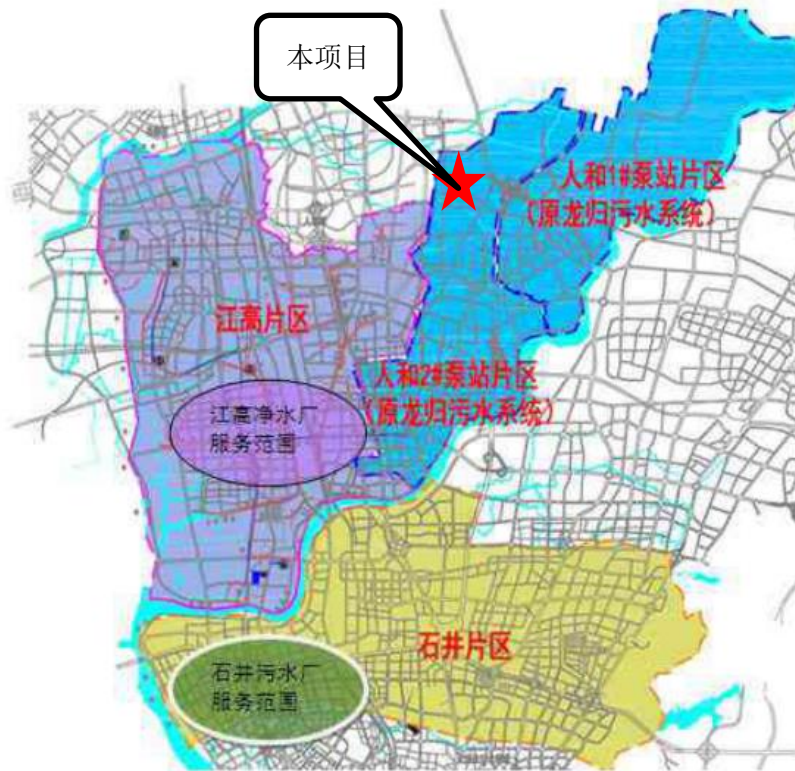 本项目
人和1#泵站片区
(原龙归污水系统)
江高片区
人和2#泵站片区
(原龙归污水系统)
江高净水厂
服务范围
石井片区
石井污水厂
服务范围